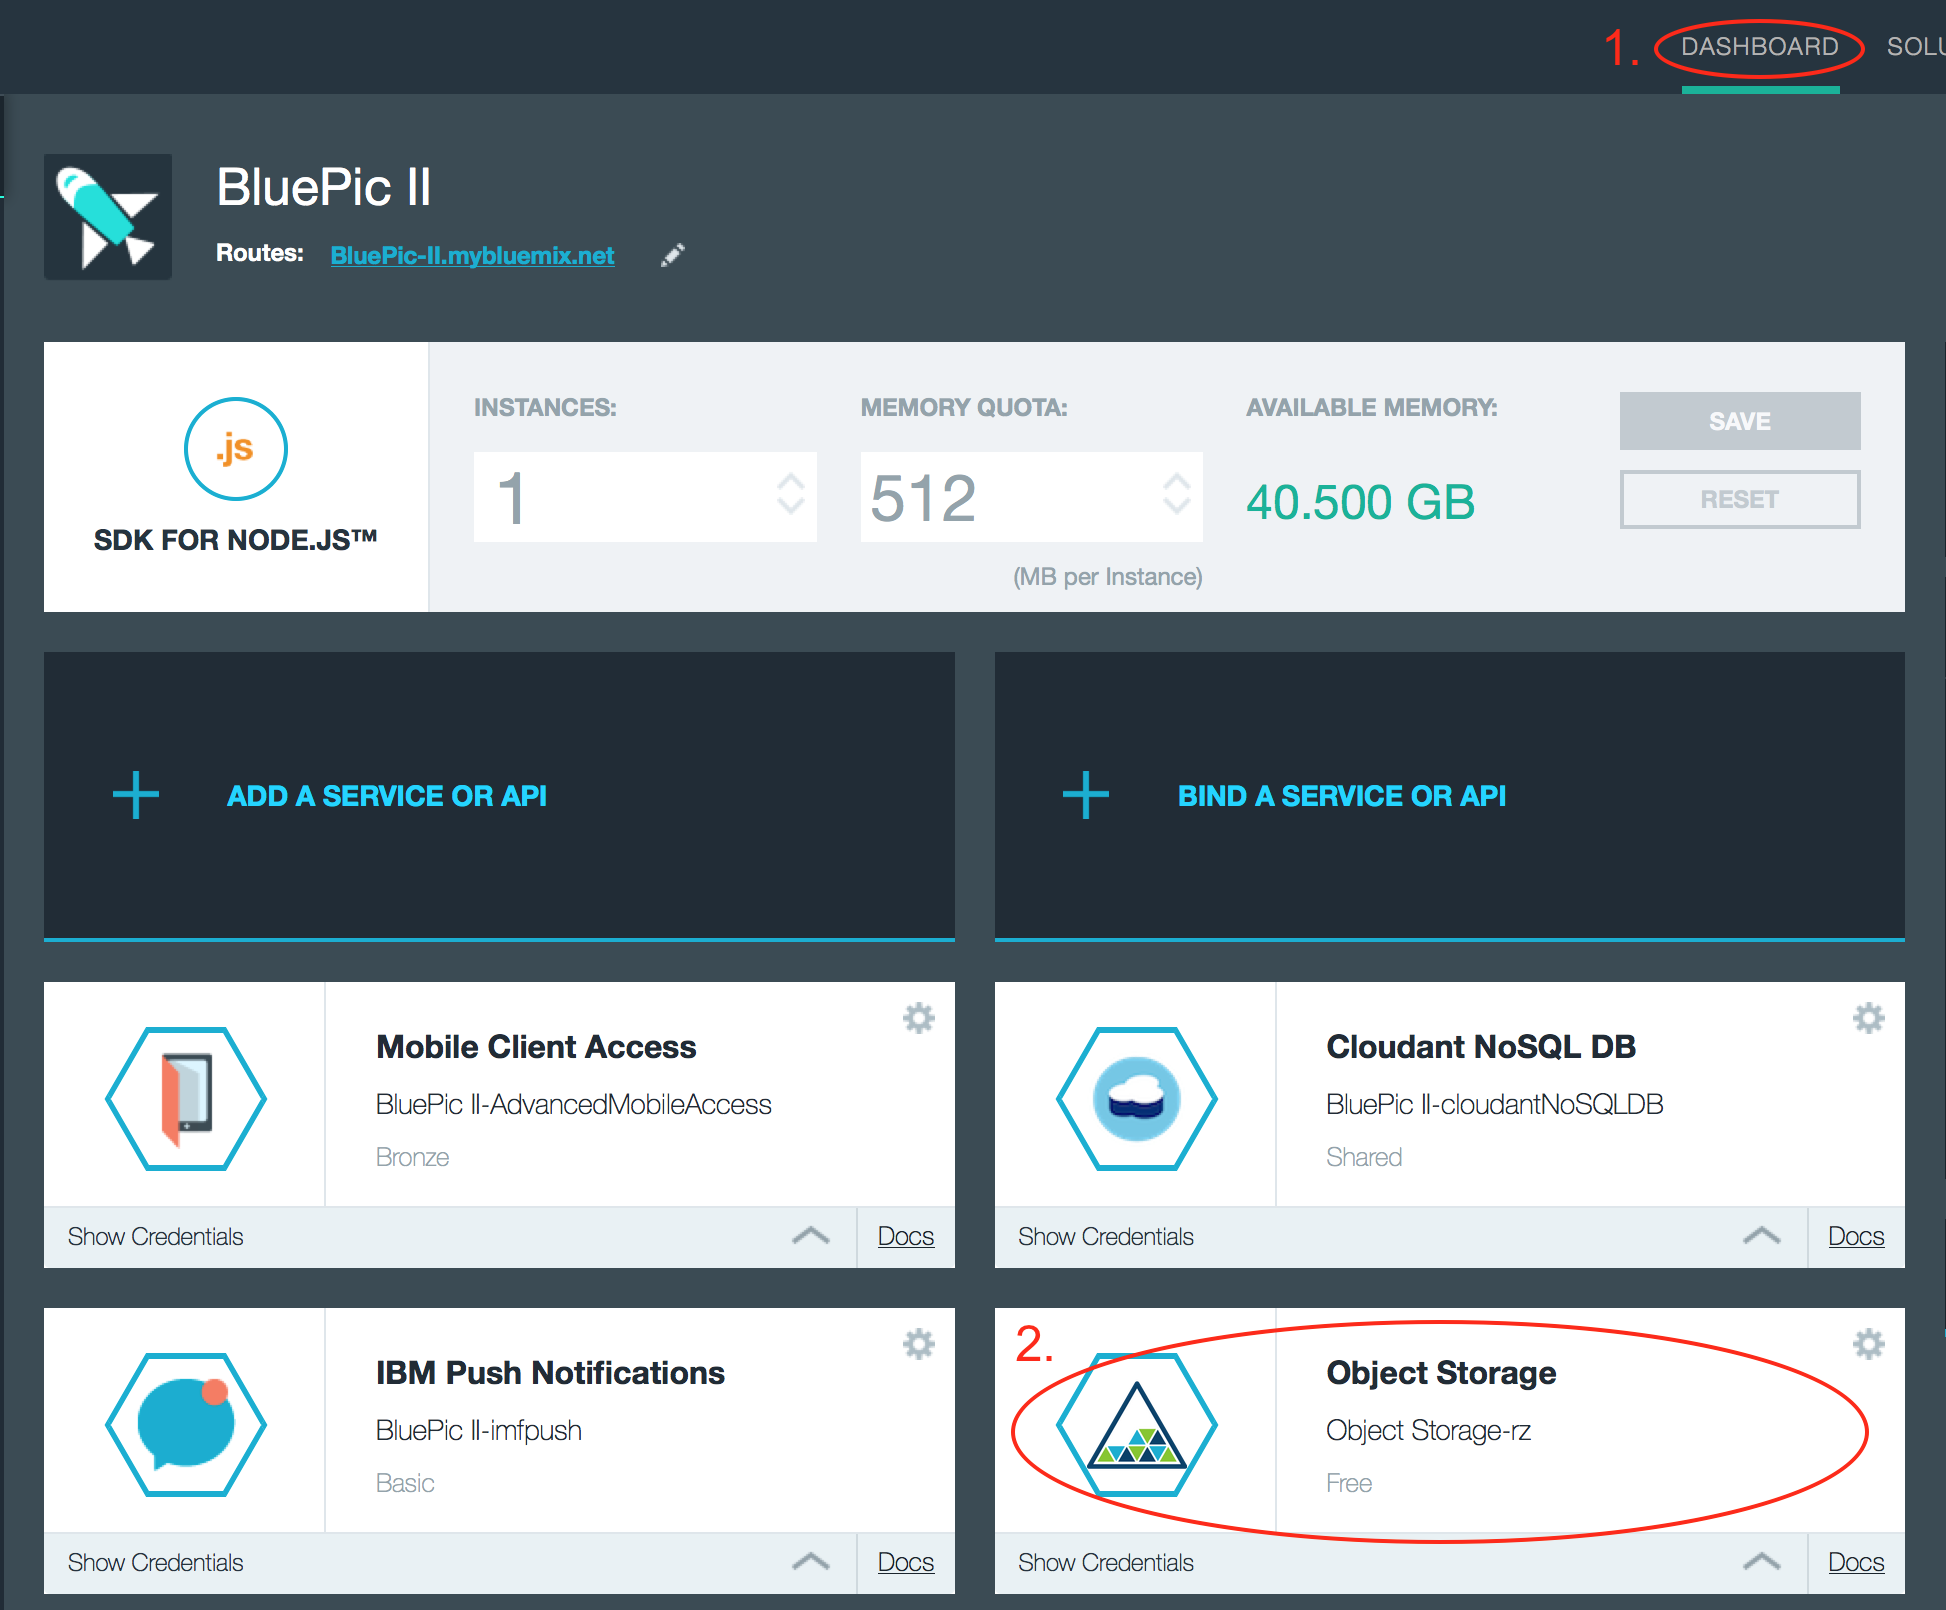 1. DASHBOARD SOLU
BluePic II
Routes: BluePic-II.mybluemix.net
.js
SDK FOR NODE.JS™
INSTANCES:
1
MEMORY QUOTA:
512
(MB per Instance)
AVAILABLE MEMORY:
40.500 GB
SAVE
RESET
ADD A SERVICE OR API
BIND A SERVICE OR API
Mobile Client Access
BluePic II-AdvancedMobileAccess
Bronze
Show Credentials
Docs
Cloudant NoSQL DB
BluePic II-cloudantNoSQLDB
Shared
Show Credentials
Docs
IBM Push Notifications
BluePic II-imfpush
Basic
Show Credentials
Docs
2.
Object Storage
Object Storage-rz
Free
Show Credentials
Docs